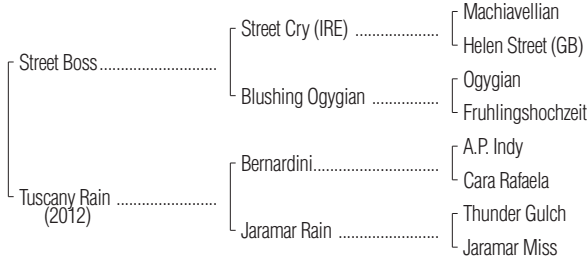 Machiavellian
Street Cry (IRE) ....................
Helen Street (GB)
Street Boss............................
Ogygian
Blushing Ogygian ................
Fruhlingshochzeit
A.P. Indy
Bernardini..............................
Cara Rafaela
Tuscany Rain ........................
(2012)
Thunder Gulch
Jaramar Rain ........................
Jaramar Miss